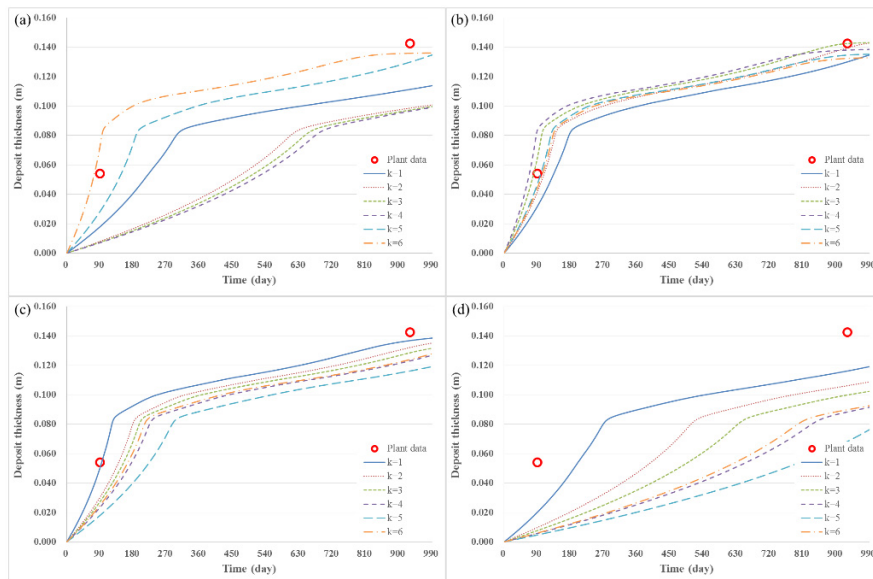 (a)
0.160
0.140
0.120
0.100
0.080
0.060
0.040
0.020
0.000
Deposit thickness (m)
0 90 180 270 360 450 540 630 720 810 900 990
Time (day)
Plant data
k=1
k=2
k=3
k=4
k=5
k=6
(b)
0.160
0.140
0.120
0.100
0.080
0.060
0.040
0.020
0.000
Deposit thickness (m)
0 90 180 270 360 450 540 630 720 810 900 990
Time (day)
Plant data
k=1
k=2
k=3
k=4
k=5
k=6
(c)
0.160
0.140
0.120
0.100
0.080
0.060
0.040
0.020
0.000
Deposit thickness (m)
0 90 180 270 360 450 540 630 720 810 900 990
Time (day)
Plant data
k=1
k=2
k=3
k=4
k=5
k=6
(d)
0.160
0.140
0.120
0.100
0.080
0.060
0.040
0.020
0.000
Deposit thickness (m)
0 90 180 270 360 450 540 630 720 810 900 990
Time (day)
Plant data
k=1
k=2
k=3
k=4
k=5
k=6